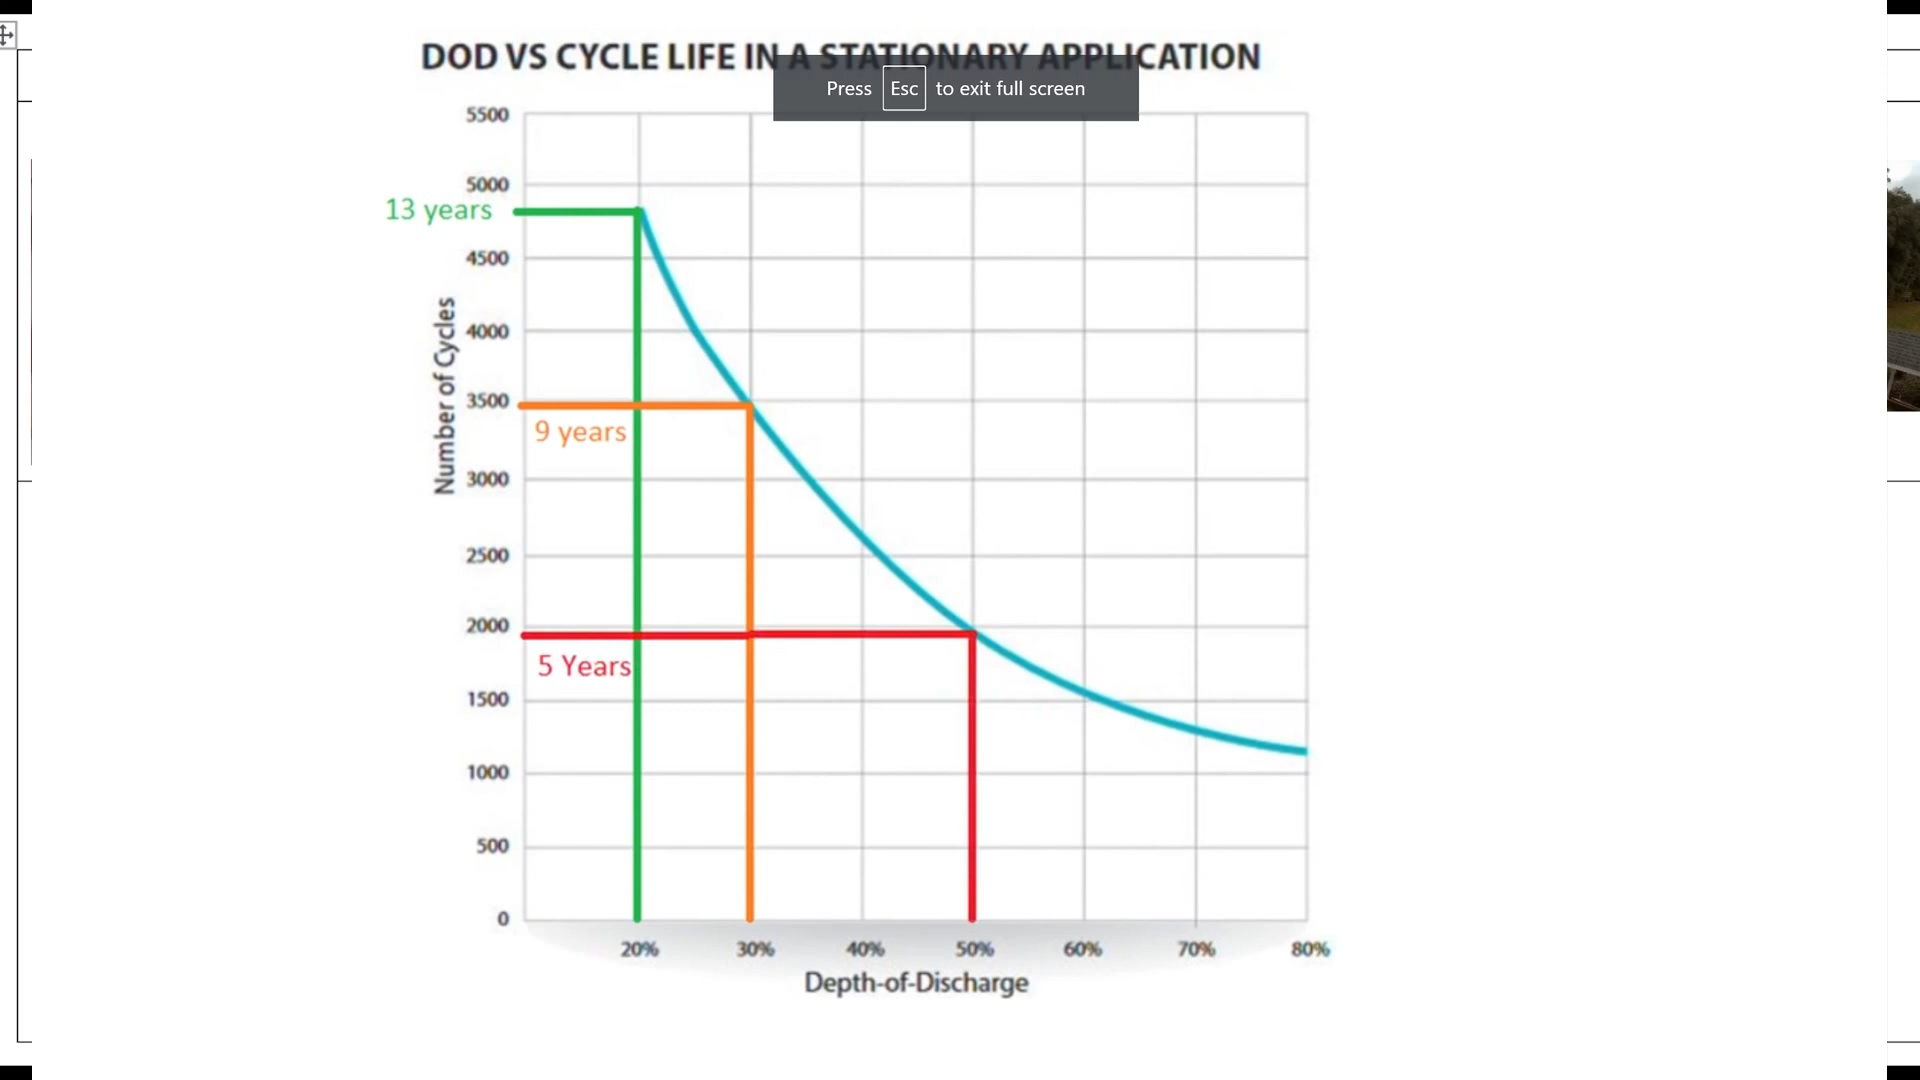 DOD VS CYCLE LIFE IN A STATIONARY APPLICATION
Press Esc to exit full screen
5500
5000
13 years
4500
4000
3500
9 years
3000
2500
2000
5 Years
1500
1000
500
0
Number of Cycles
20% 30% 40% 50% 60% 70% 80%
Depth-of-Discharge